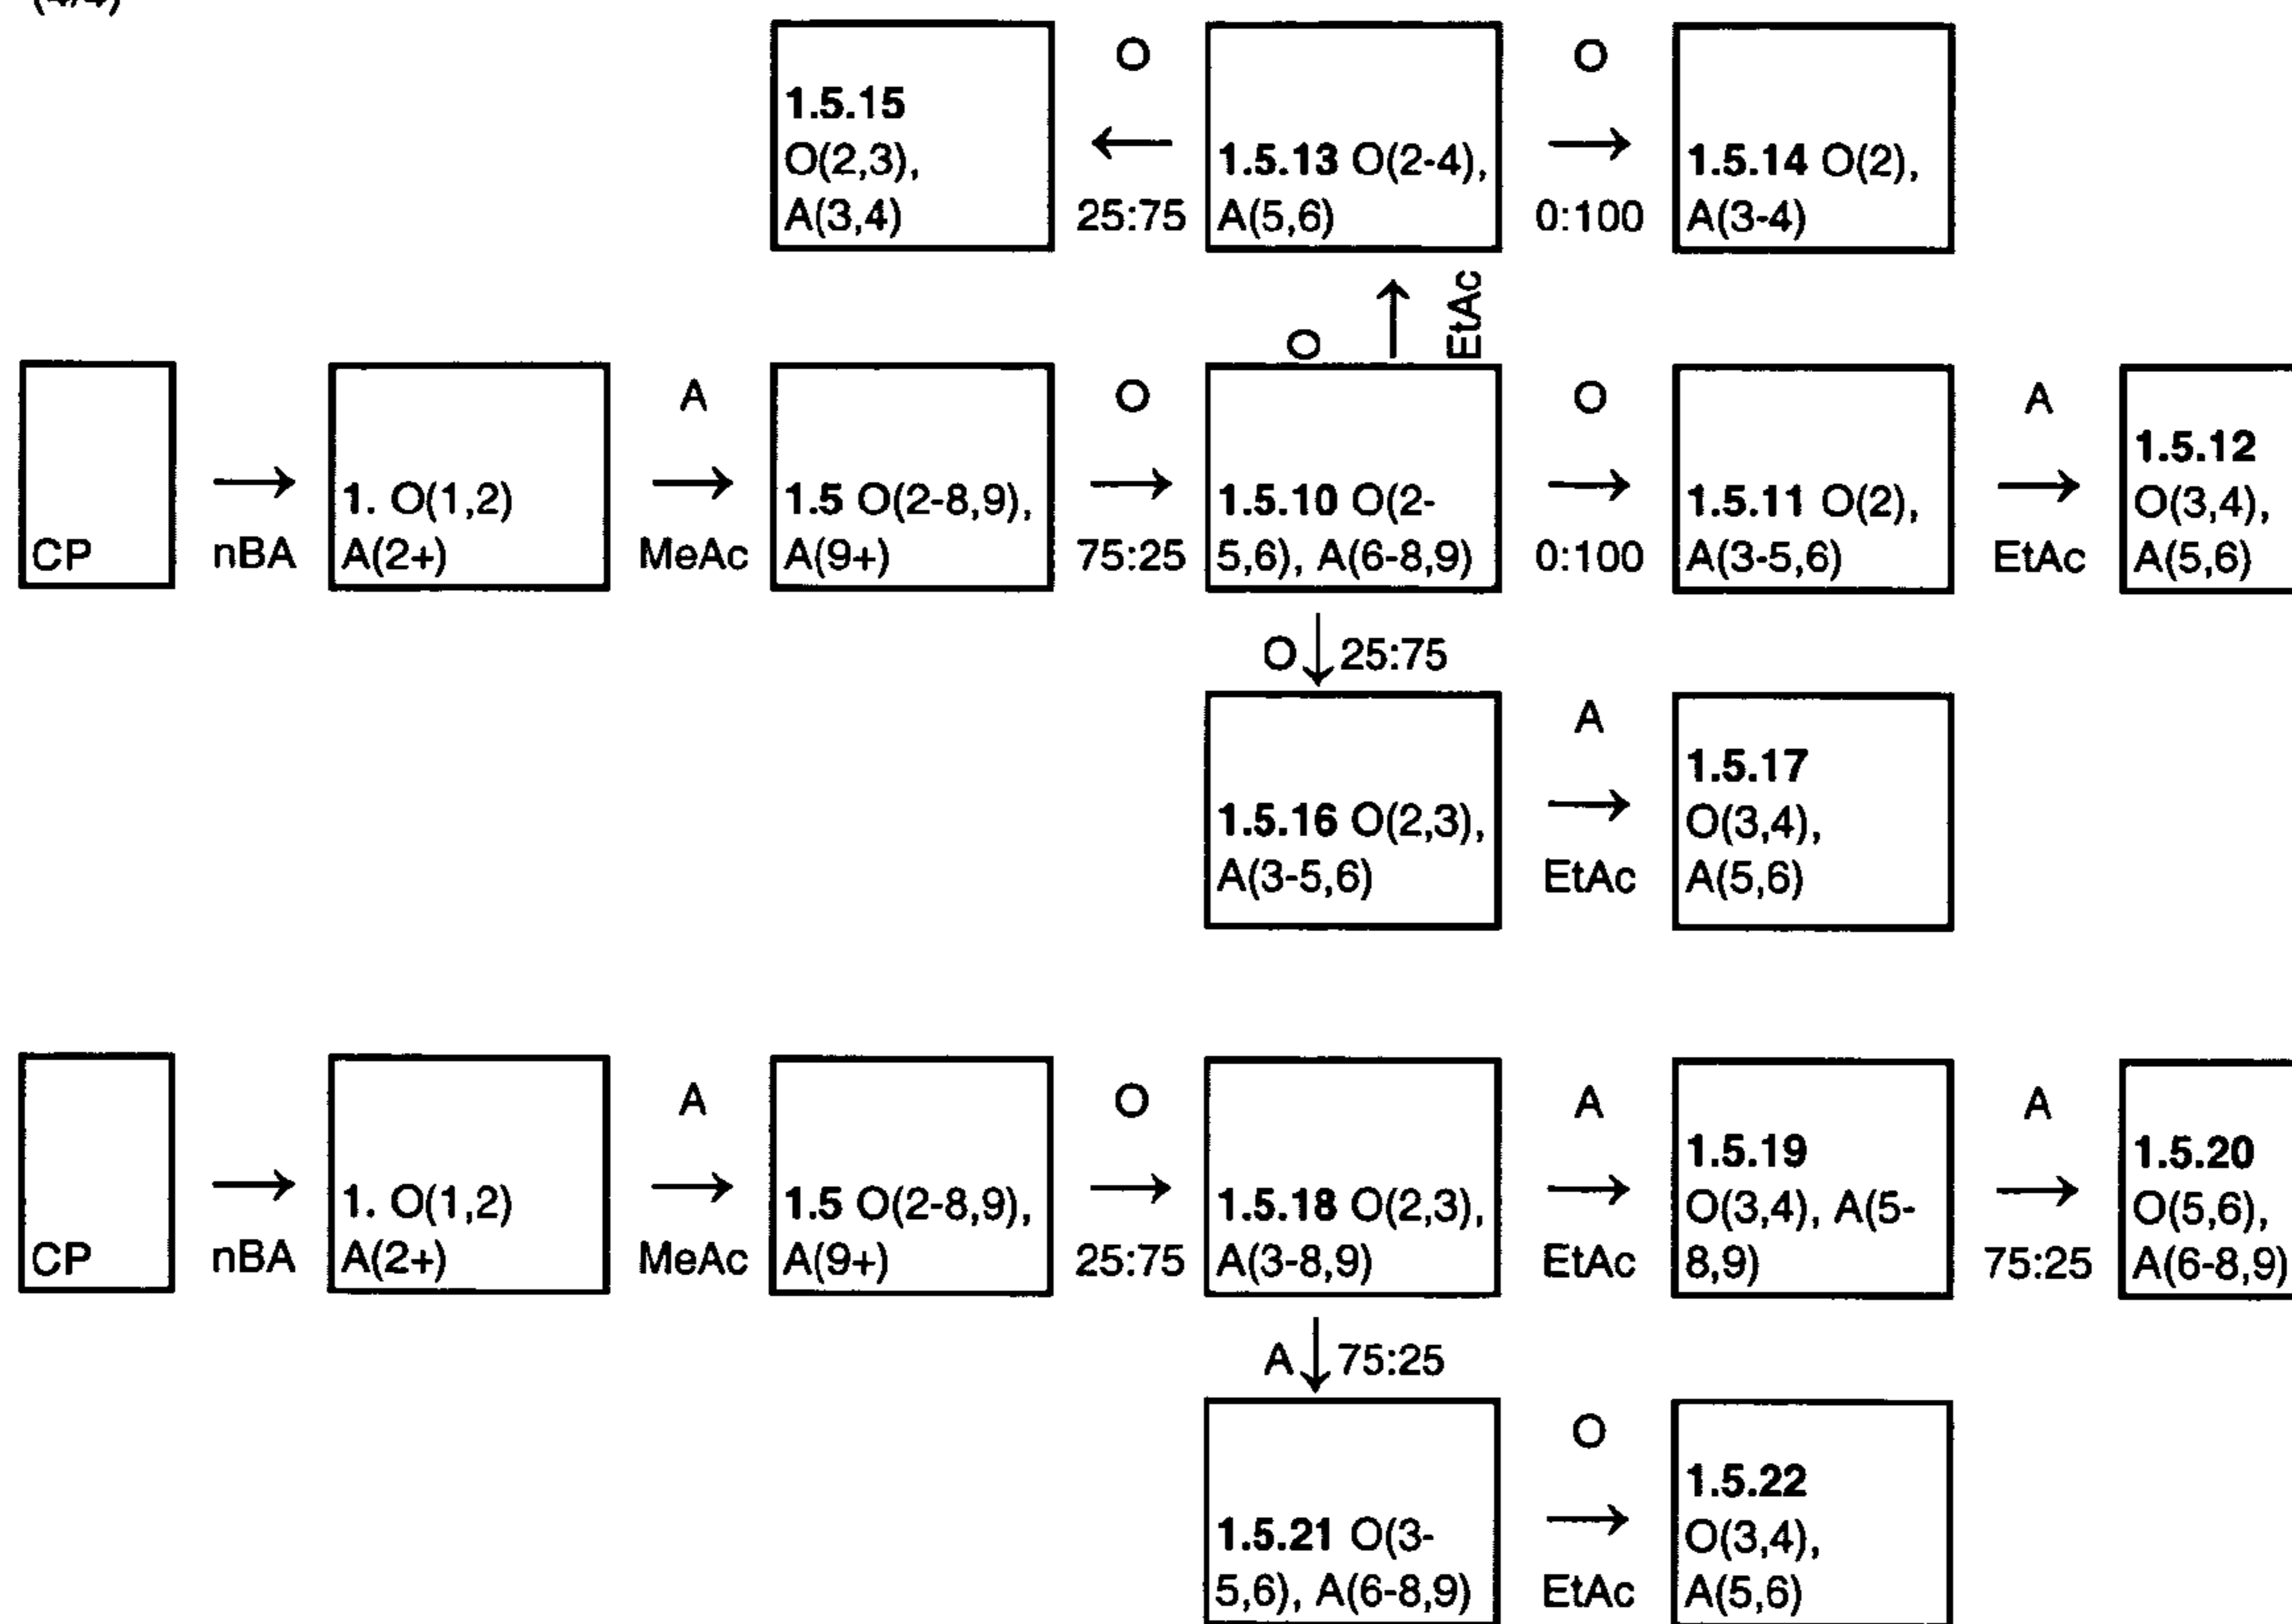 (4/4)
1.5.15
O(2,3),
A(3,4)
O
25:75
1.5.13 O(2-4),
A(5,6)
O
0:100
1.5.14 O(2),
A(3-4)
O
EtAc
CP
nBA
1. O(1,2)
A(2+)
A
MeAc
1.5 O(2-8,9),
A(9+)
O
75:25
1.5.10 O(2-
5,6), A(6-8,9)
O
0:100
1.5.11 O(2),
A(3-5,6)
A
EtAc
1.5.12
O(3,4),
A(5,6)
O 25:75
1.5.16 O(2,3),
A(3-5,6)
A
EtAc
1.5.17
O(3,4),
A(5,6)
CP
nBA
1. O(1,2)
A(2+)
A
MeAc
1.5 O(2-8,9),
A(9+)
O
25:75
1.5.18 O(2,3),
A(3-8,9)
A
EtAc
1.5.19
O(3,4), A(5-
8,9)
A
75:25
1.5.20
O(5,6),
A(6-8,9)
A 75:25
1.5.21 O(3-
5,6), A(6-8,9)
O
EtAc
1.5.22
O(3,4),
A(5,6)